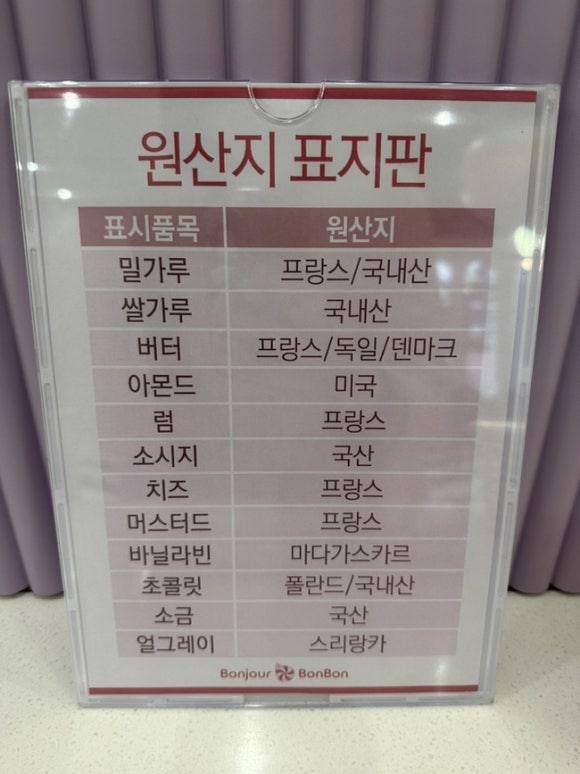 원산지 표지판
표시품목 원산지
밀가루 프랑스/국내산
쌀가루 국내산
버터 프랑스/독일/덴마크
아몬드 미국
럼 프랑스
소시지 국산
치즈 프랑스
머스터드 프랑스
바닐라빈 마다가스카르
초콜릿 폴란드/국내산
소금 국산
얼그레이 스리랑카
Bonjour BonBon